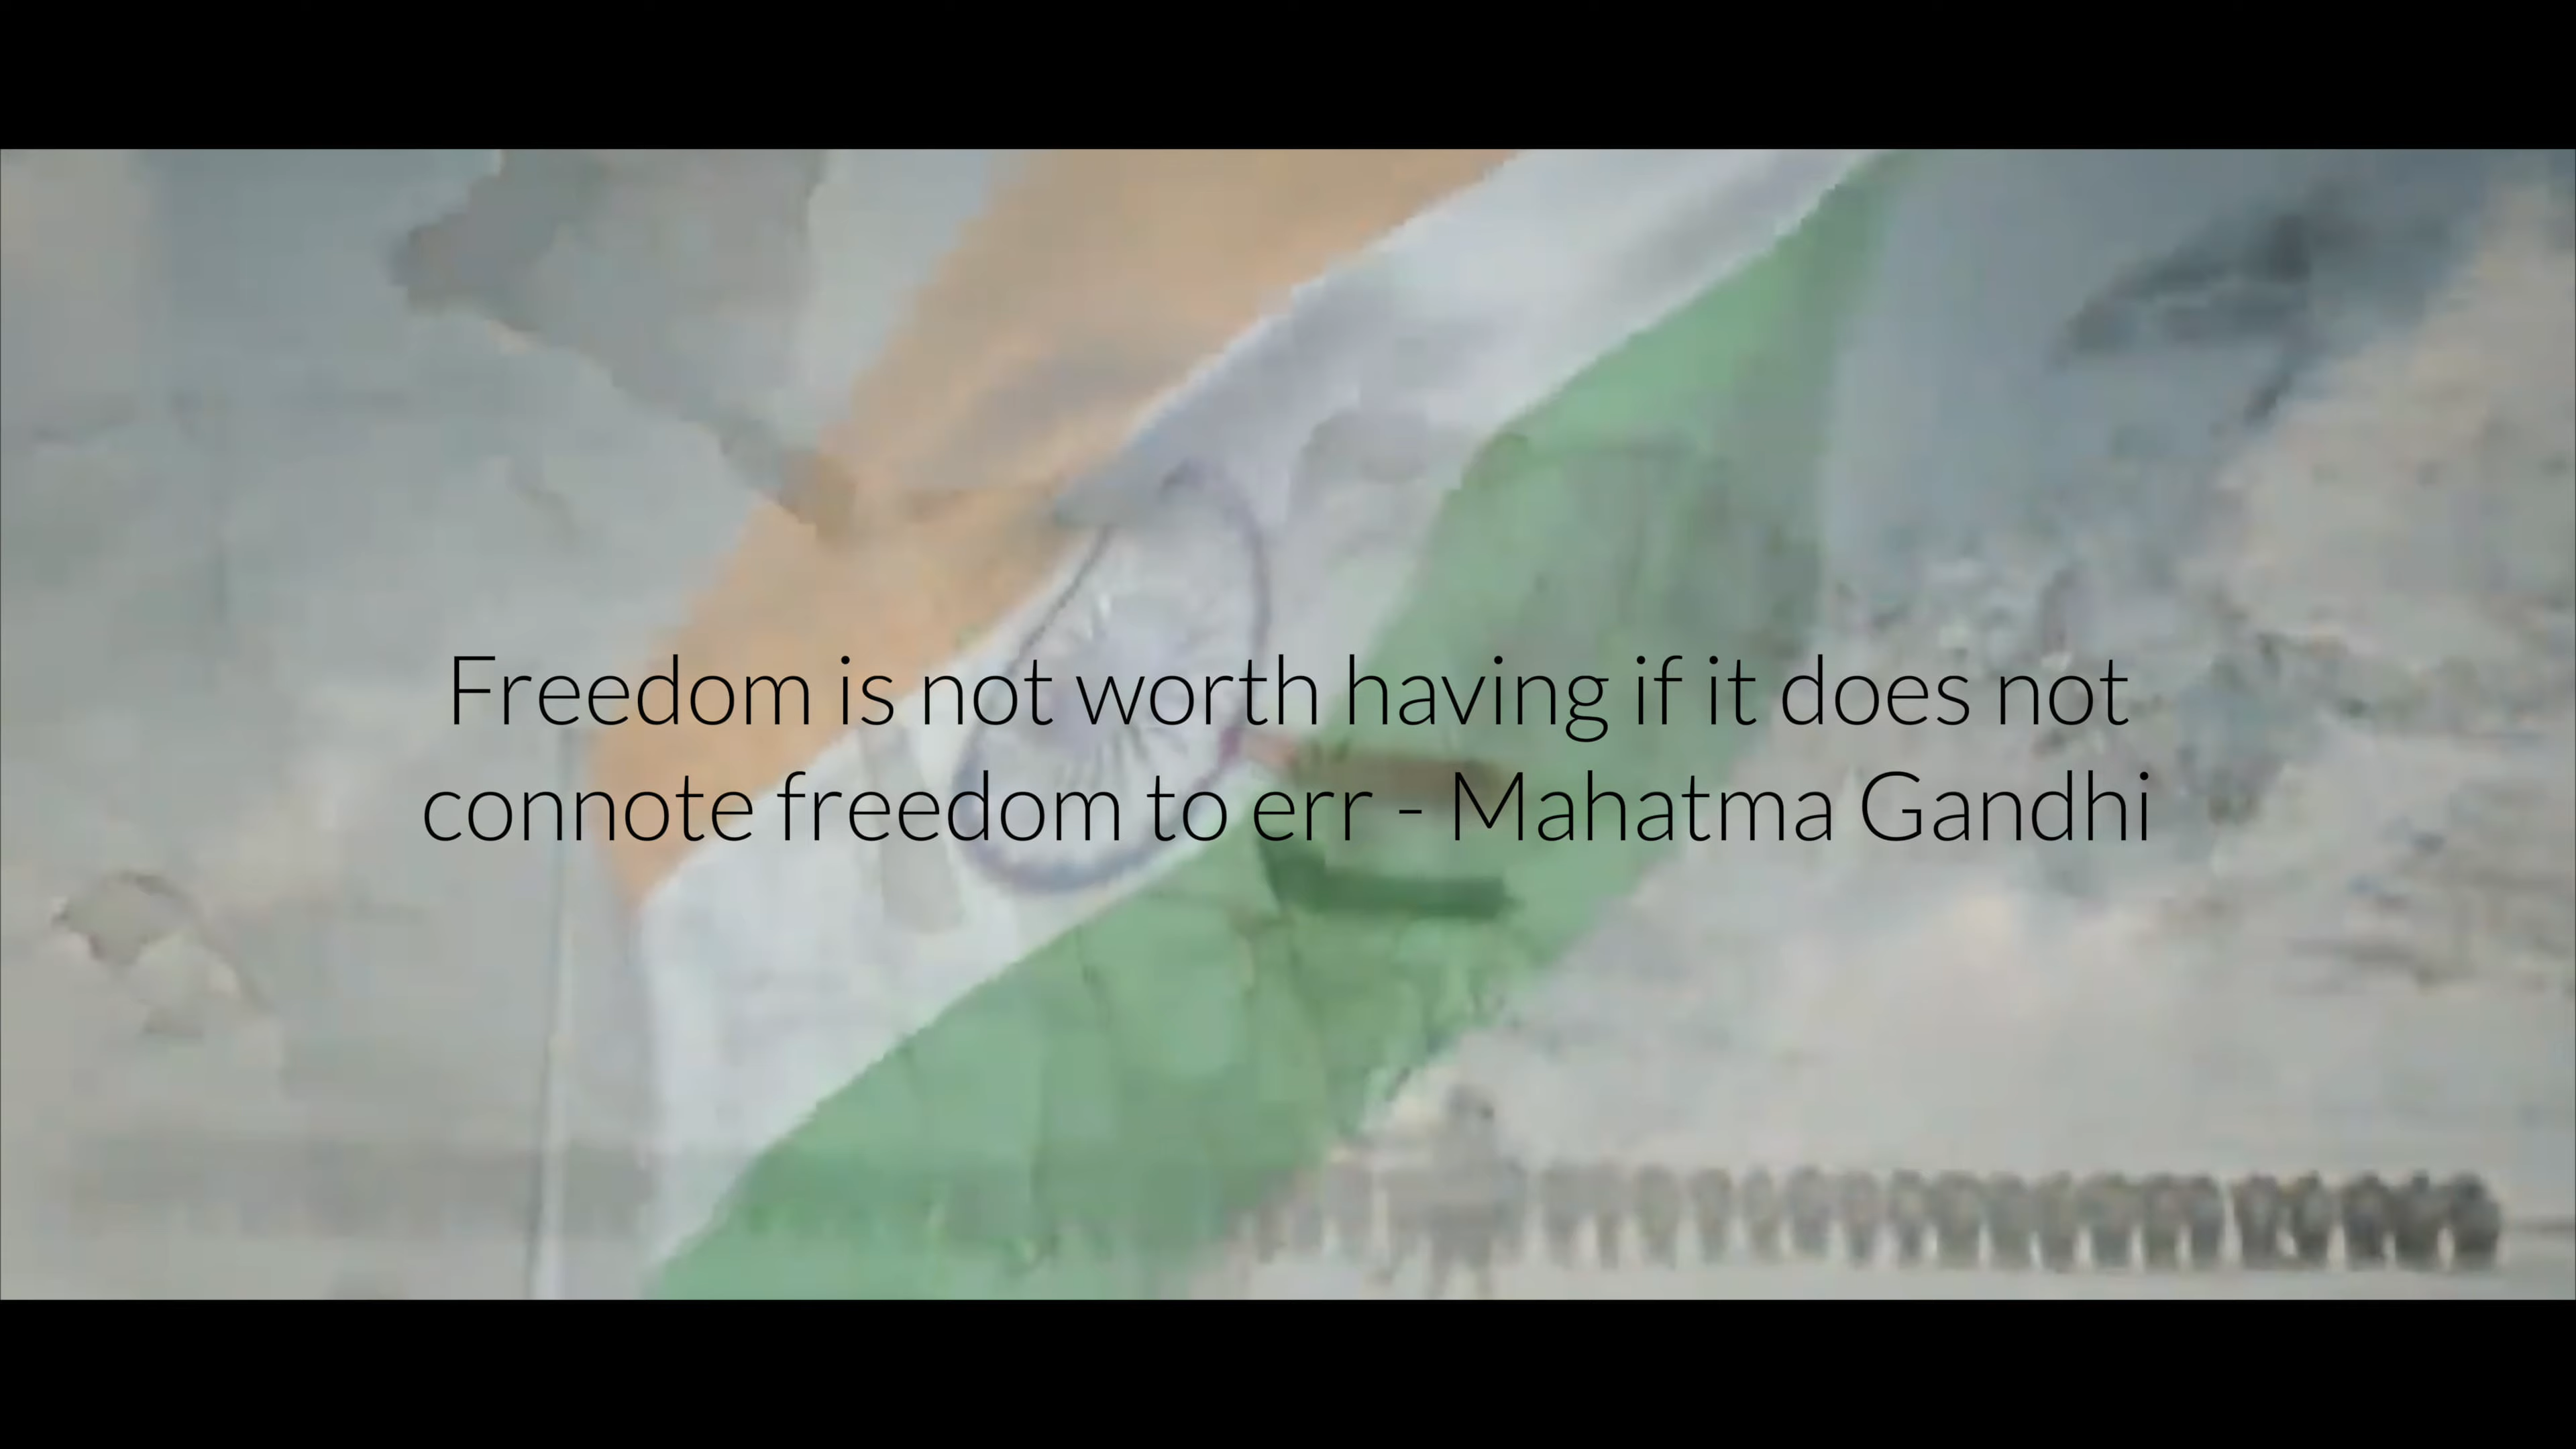 Freedom is not worth having if it does not
connote freedom to err - Mahatma Gandhi